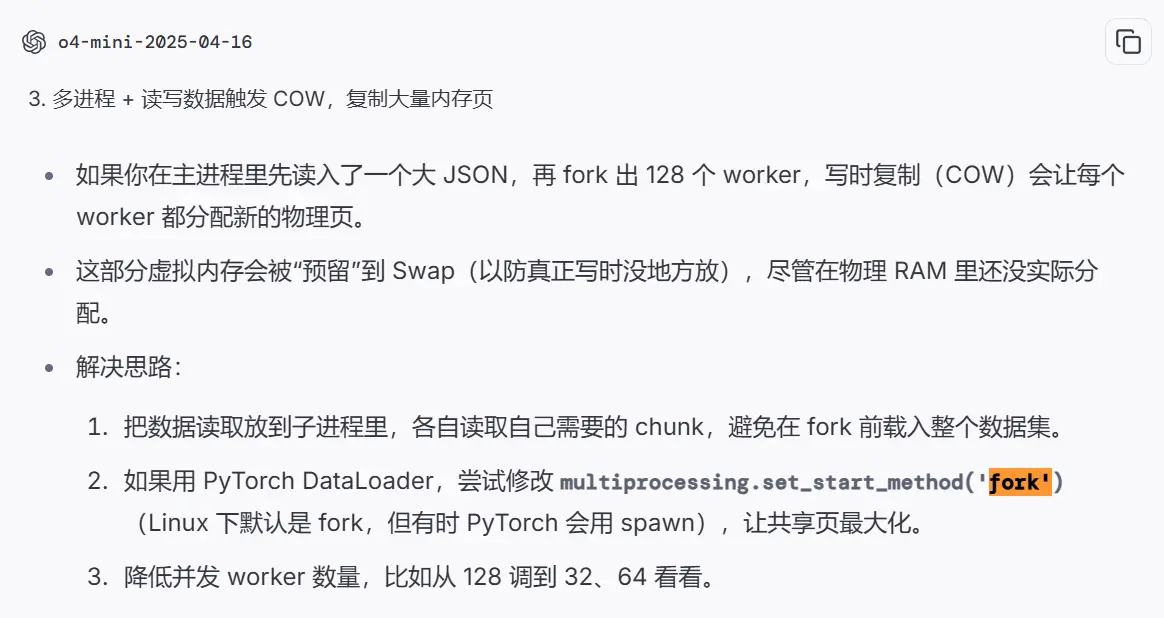 o4-mini-2025-04-16
3. 多进程 + 读写数据触发 COW，复制大量内存页
• 如果你在主进程里先读入了一个大 JSON，再 fork 出 128 个 worker，写时复制（COW）会让每个
worker 都分配新的物理页。
• 这部分虚拟内存会被“预留”到 Swap（以防真正写时没地方放），尽管在物理 RAM 里还没实际分
配。
• 解决思路：
1. 把数据读取放到子进程里，各自读取自己需要的 chunk，避免在 fork 前载入整个数据集。
2. 如果用 PyTorch DataLoader，尝试修改 multiprocessing.set_start_method('fork')
（Linux 下默认是 fork，但有时 PyTorch 会用 spawn），让共享页最大化。
3. 降低并发 worker 数量，比如从 128 调到 32、64 看看。